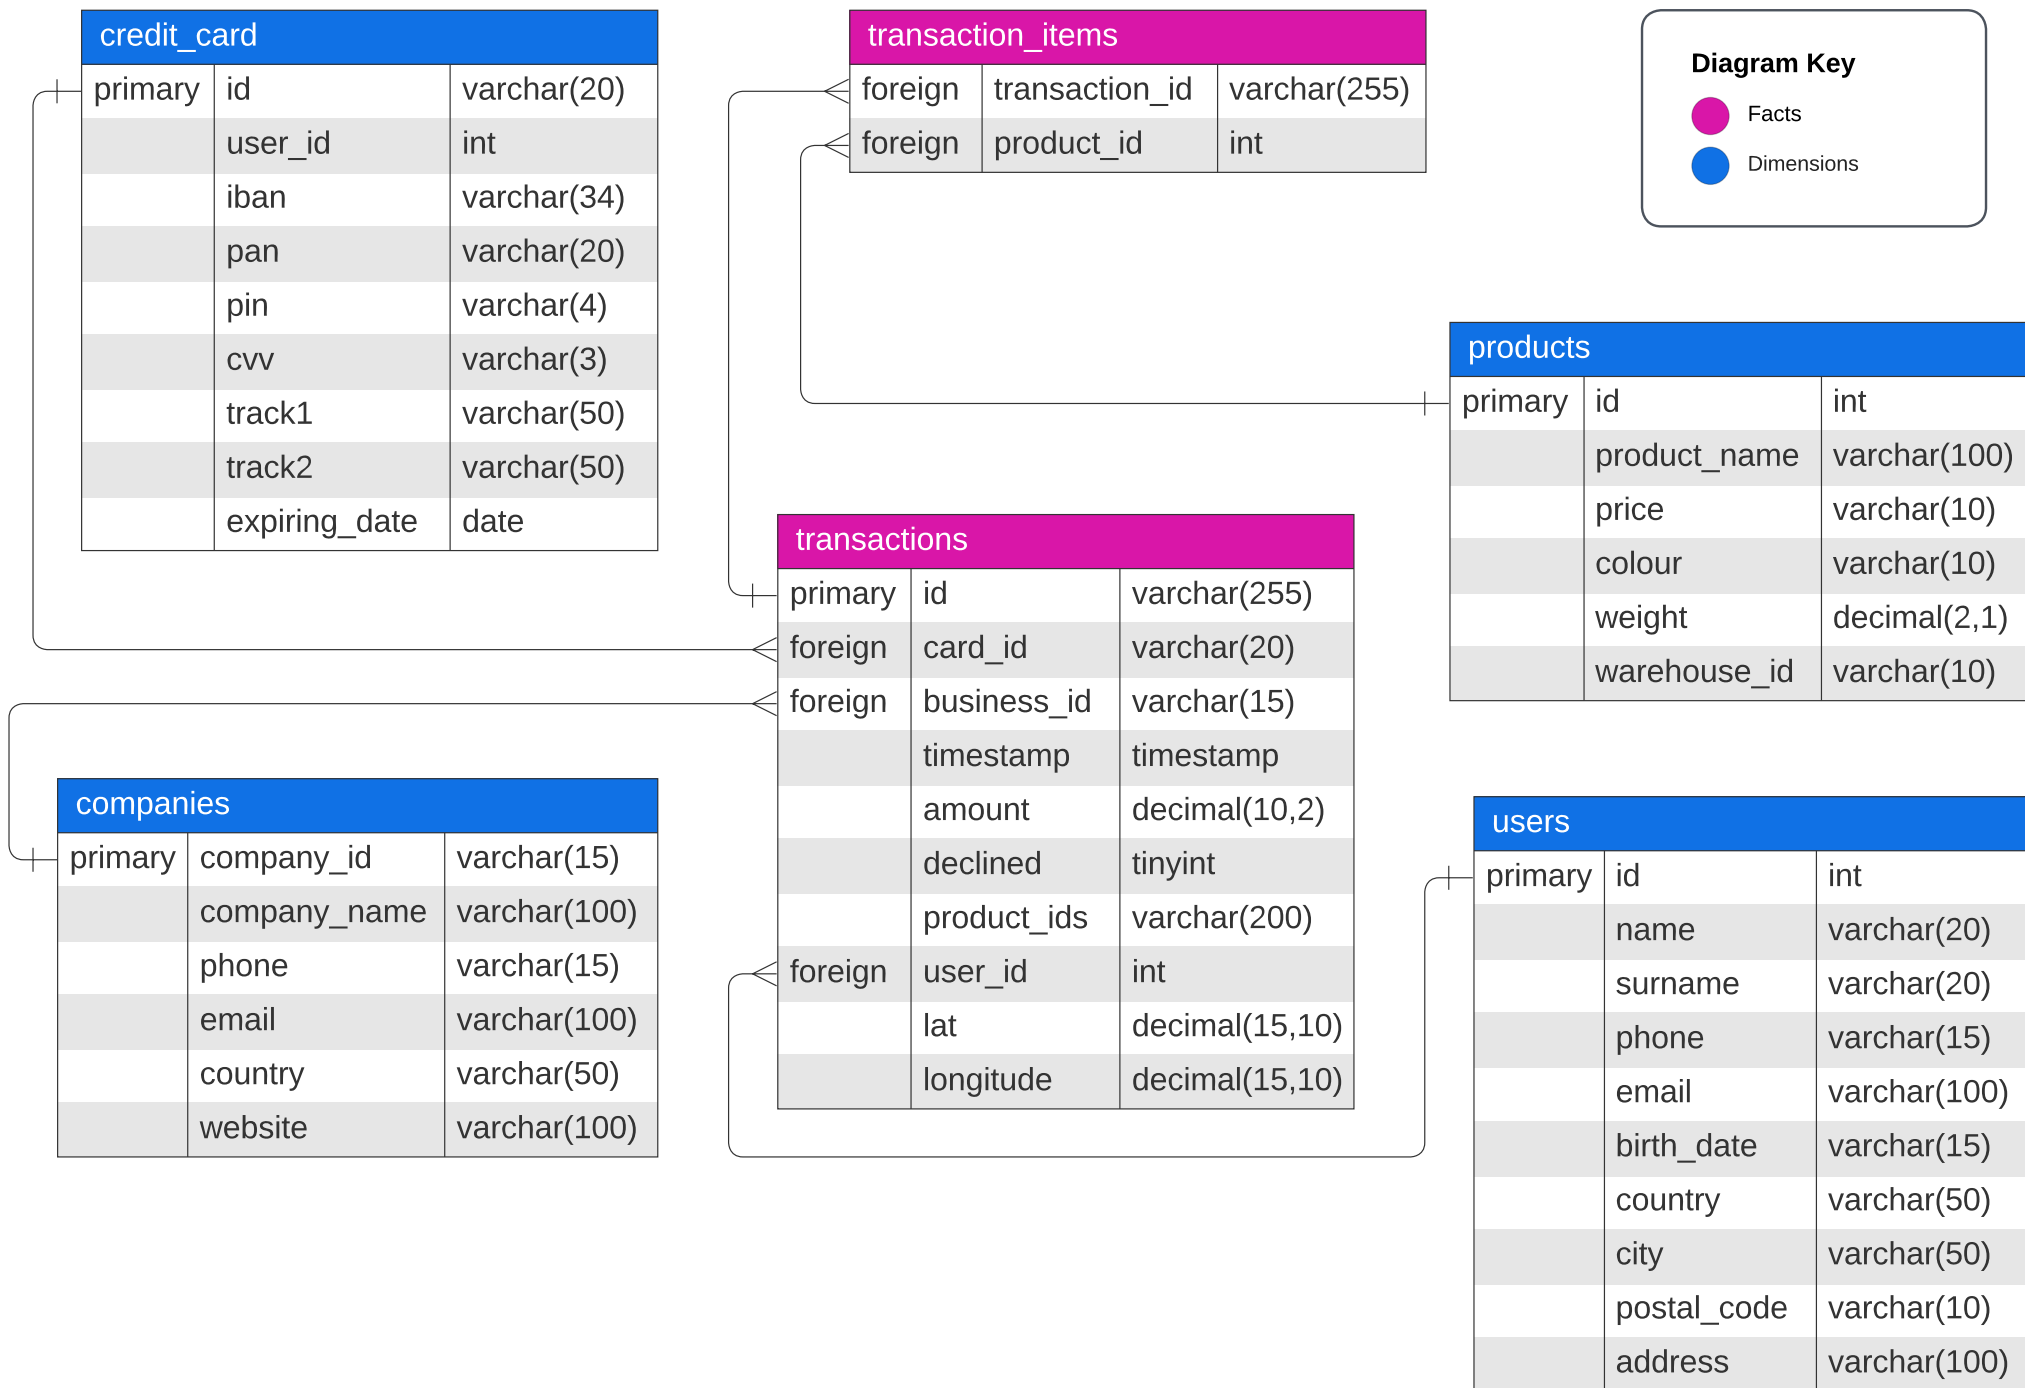 credit_card
primary id varchar(20)
user_id int
iban varchar(34)
pan varchar(20)
pin varchar(4)
cvv varchar(3)
track1 varchar(50)
track2 varchar(50)
expiring_date date
transaction_items
foreign transaction_id varchar(255)
foreign product_id int
Diagram Key
Facts
Dimensions
products
primary id int
product_name varchar(100)
price varchar(10)
colour varchar(10)
weight decimal(2,1)
warehouse_id varchar(10)
transactions
primary id varchar(255)
foreign card_id varchar(20)
foreign business_id varchar(15)
timestamp timestamp
amount decimal(10,2)
declined tinyint
product_ids varchar(200)
foreign user_id int
lat decimal(15,10)
longitude decimal(15,10)
companies
primary company_id varchar(15)
company_name varchar(100)
phone varchar(15)
email varchar(100)
country varchar(50)
website varchar(100)
users
primary id int
name varchar(20)
surname varchar(20)
phone varchar(15)
email varchar(100)
birth_date varchar(15)
country varchar(50)
city varchar(50)
postal_code varchar(10)
address varchar(100)